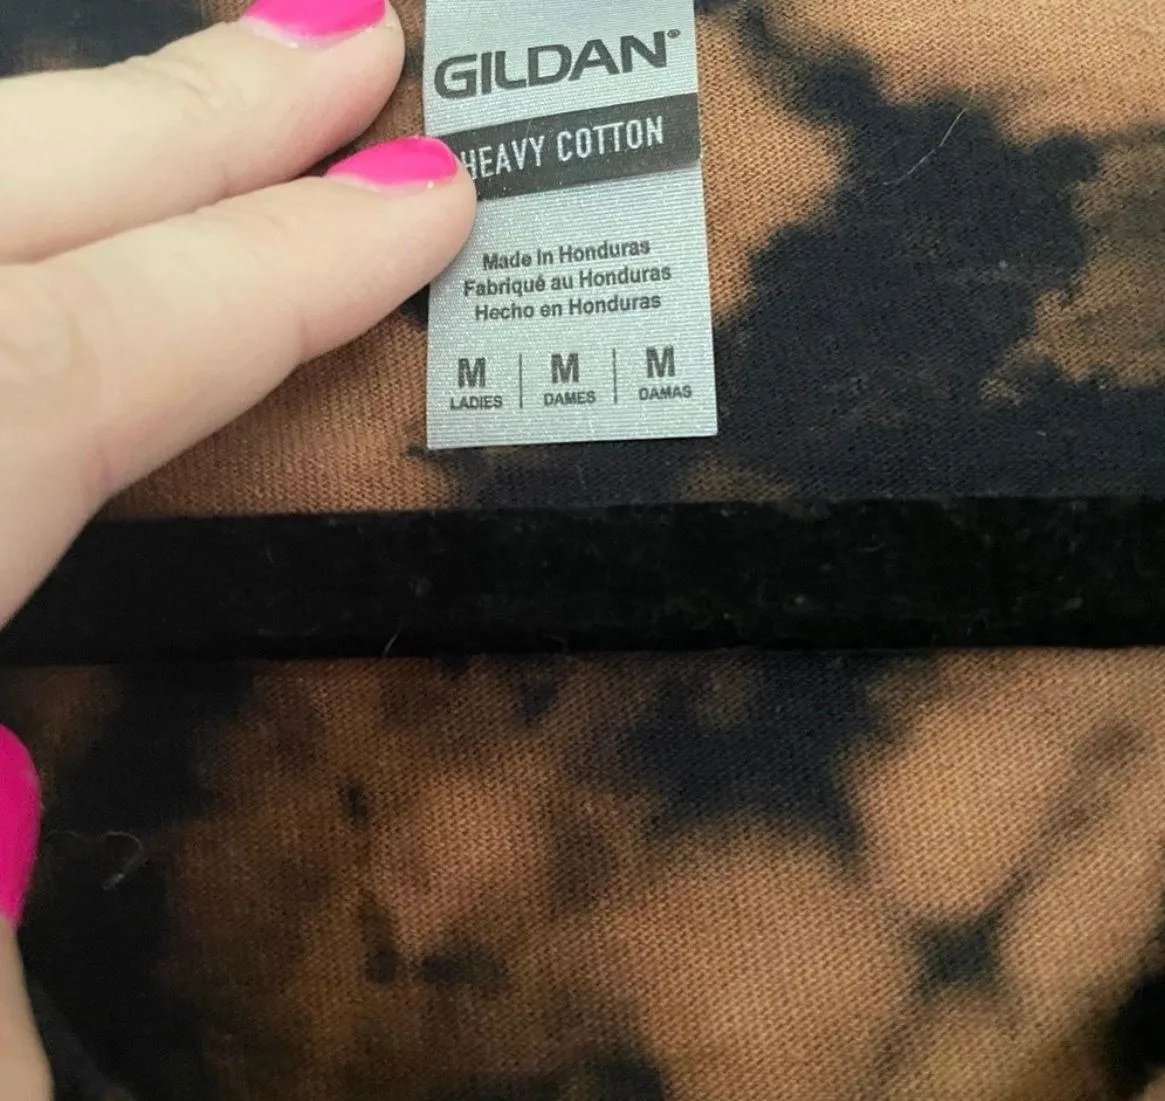 GILDAN®
HEAVY COTTON
Made in Honduras
Fabriqué au Honduras
Hecho en Honduras
M | M | M
LADIES | DAMES | DAMAS